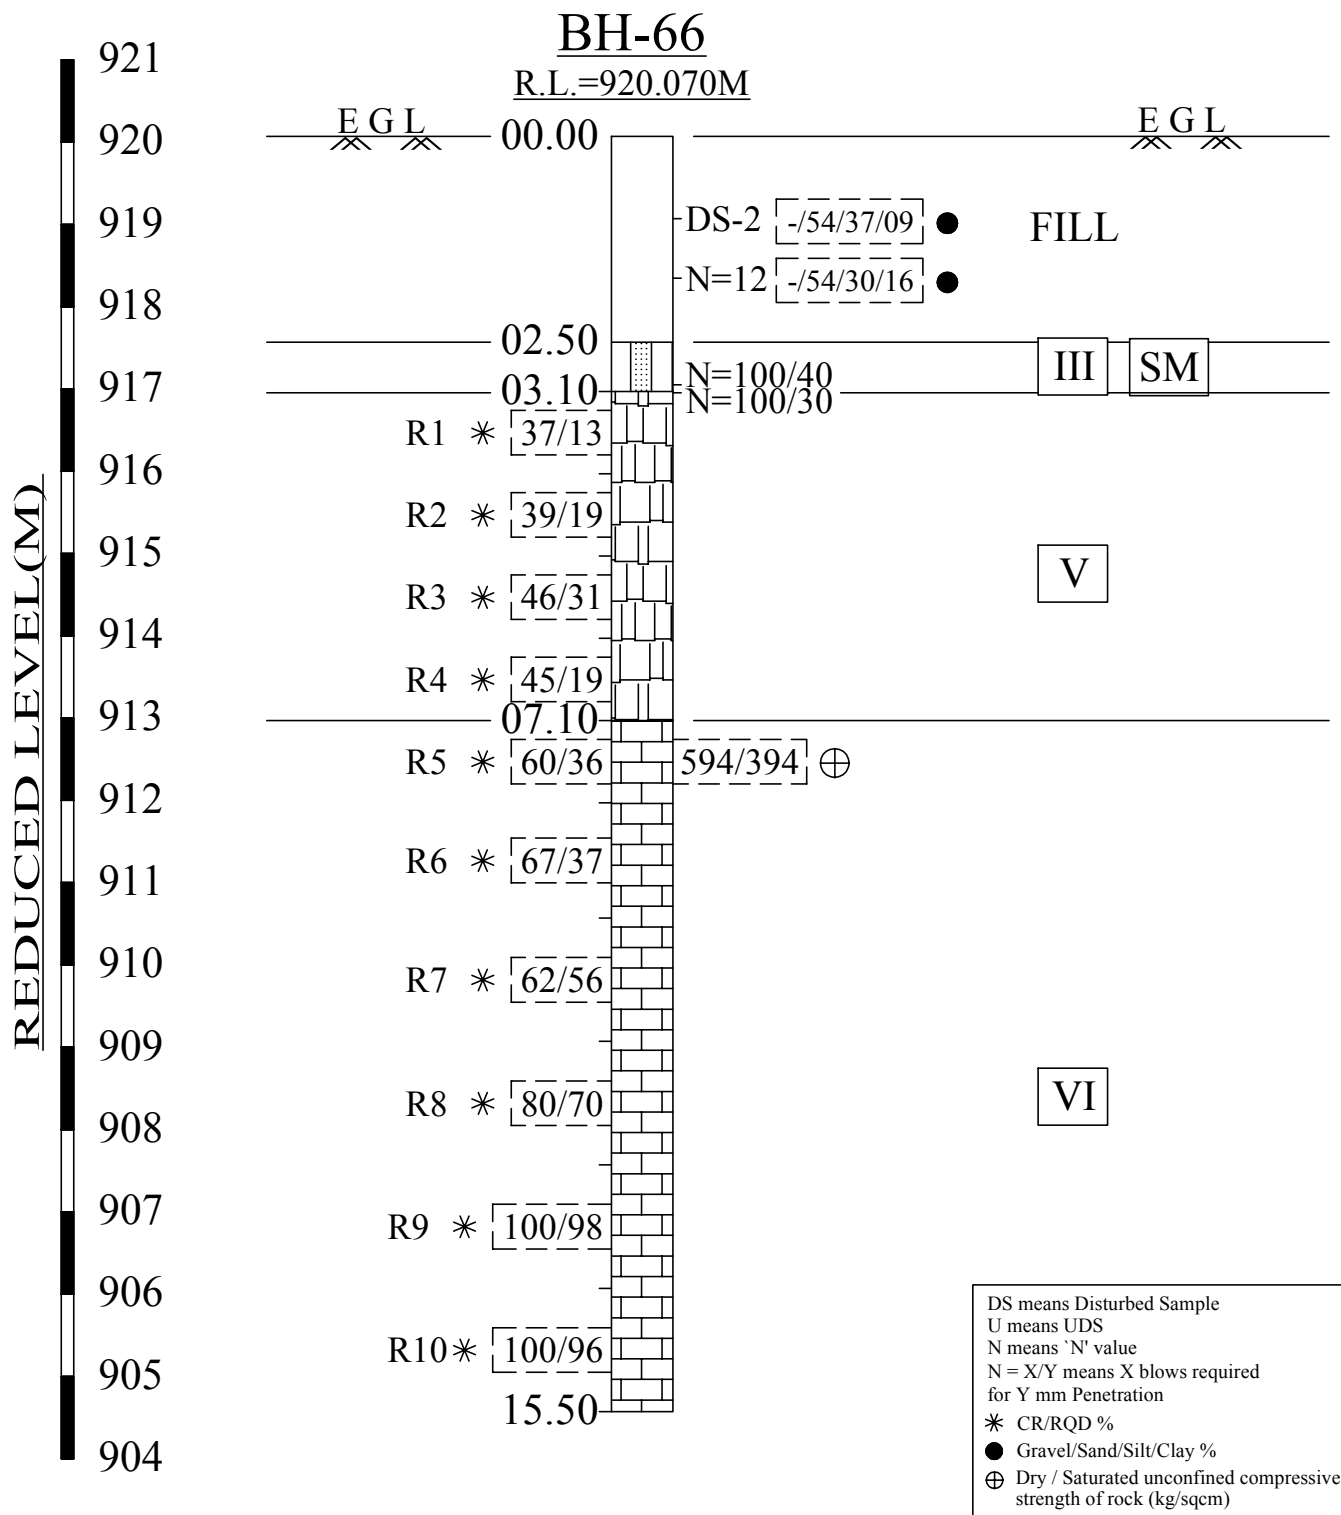 BH-66
R.L.=920.070M
921
E G L 00.00 E G L
920
919
DS-2 -/54/37/09 FILL
N=12 -/54/30/16
918
02.50
III SM
N=100/40
917
03.10
N=100/30
R1 37/13
916
R2 39/19
915
V
R3 46/31
914
R4 45/19
913
07.10
R5 60/36 594/394
912
R6 67/37
911
910
R7 62/56
909
R8 80/70 VI
908
907
R9 100/98
906
R10 100/96
905
15.50
904
REDUCED LEVEL(M)
DS means Disturbed Sample
U means UDS
N means `N' value
N = X/Y means X blows required
for Y mm Penetration
CR/RQD %
Gravel/Sand/Silt/Clay %
Dry / Saturated unconfined compressive
strength of rock (kg/sqcm)